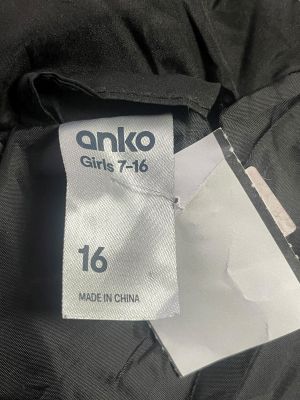 anko
Girls 7-16
16
MADE IN CHINA